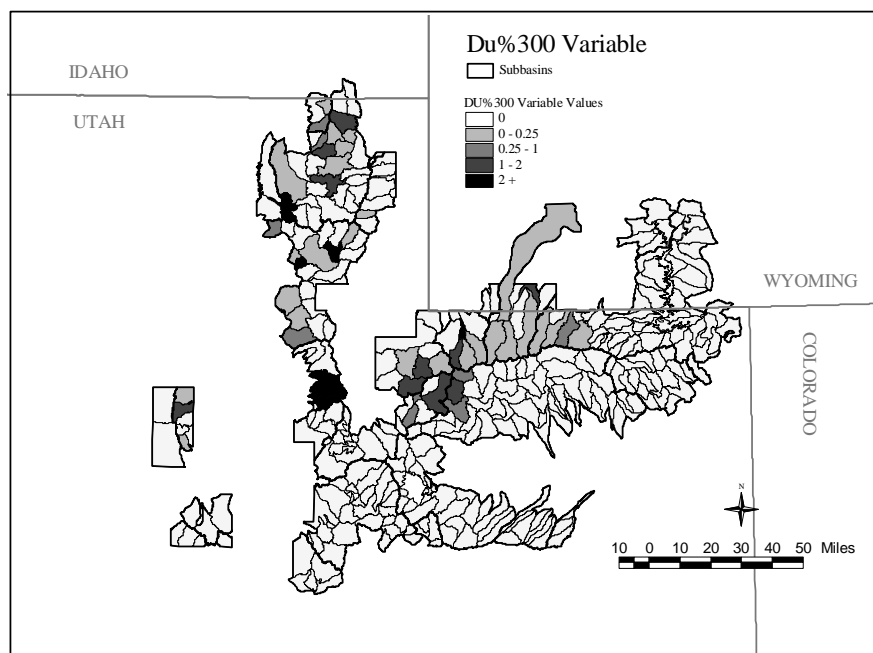 Du%300 Variable
Subbasins
IDAHO
UTAH
DU%300 Variable Values
0
0 - 0.25
0.25 - 1
1 - 2
2 +
WYOMING
COLORADO
N
10 0 10 20 30 40 50 Miles